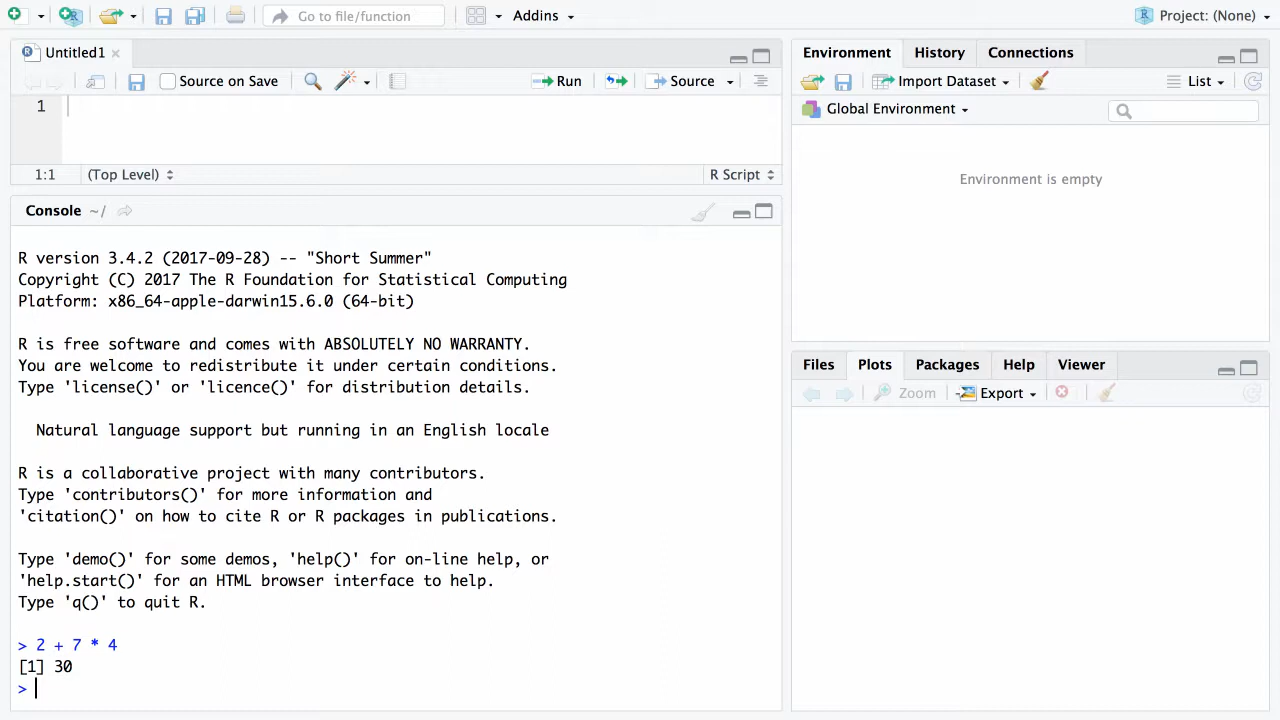 Go to file/function
Addins
Project: (None)
Untitled1
Source on Save
Run
Source
1
1:1
(Top Level)
R Script
Console ~/
R version 3.4.2 (2017-09-28) -- "Short Summer"
Copyright (C) 2017 The R Foundation for Statistical Computing
Platform: x86_64-apple-darwin15.6.0 (64-bit)
R is free software and comes with ABSOLUTELY NO WARRANTY.
You are welcome to redistribute it under certain conditions.
Type 'license()' or 'licence()' for distribution details.
Natural language support but running in an English locale
R is a collaborative project with many contributors.
Type 'contributors()' for more information and
'citation()' on how to cite R or R packages in publications.
Type 'demo()' for some demos, 'help()' for on-line help, or
'help.start()' for an HTML browser interface to help.
Type 'q()' to quit R.
> 2 + 7 * 4
[1] 30
>
Environment
History
Connections
Import Dataset
List
Global Environment
Environment is empty
Files
Plots
Packages
Help
Viewer
Zoom
Export